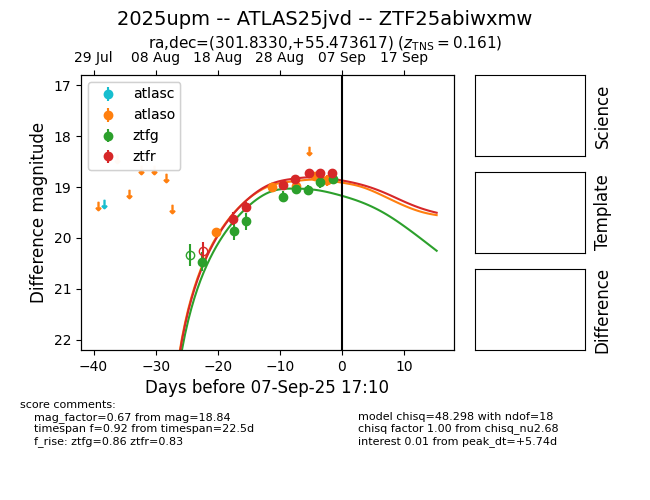 2025upm -- ATLAS25jvd -- ZTF25abiwxmw
ra,dec=(301.8330,+55.473617) (zTNS = 0.161)
29 Jul 08 Aug 18 Aug 28 Aug 07 Sep 17 Sep
atlasc
atlaso
ztfg
ztfr
17
18
19
20
21
22
Difference magnitude
−40 −30 −20 −10 0 10
Days before 07-Sep-25 17:10
Science
Template
Difference
score comments:
mag_factor=0.67 from mag=18.84
timespan f=0.92 from timespan=22.5d
f_rise: ztfg=0.86 ztfr=0.83
model chisq=48.298 with ndof=18
chisq factor 1.00 from chisq_nu2.68
interest 0.01 from peak_dt=+5.74d